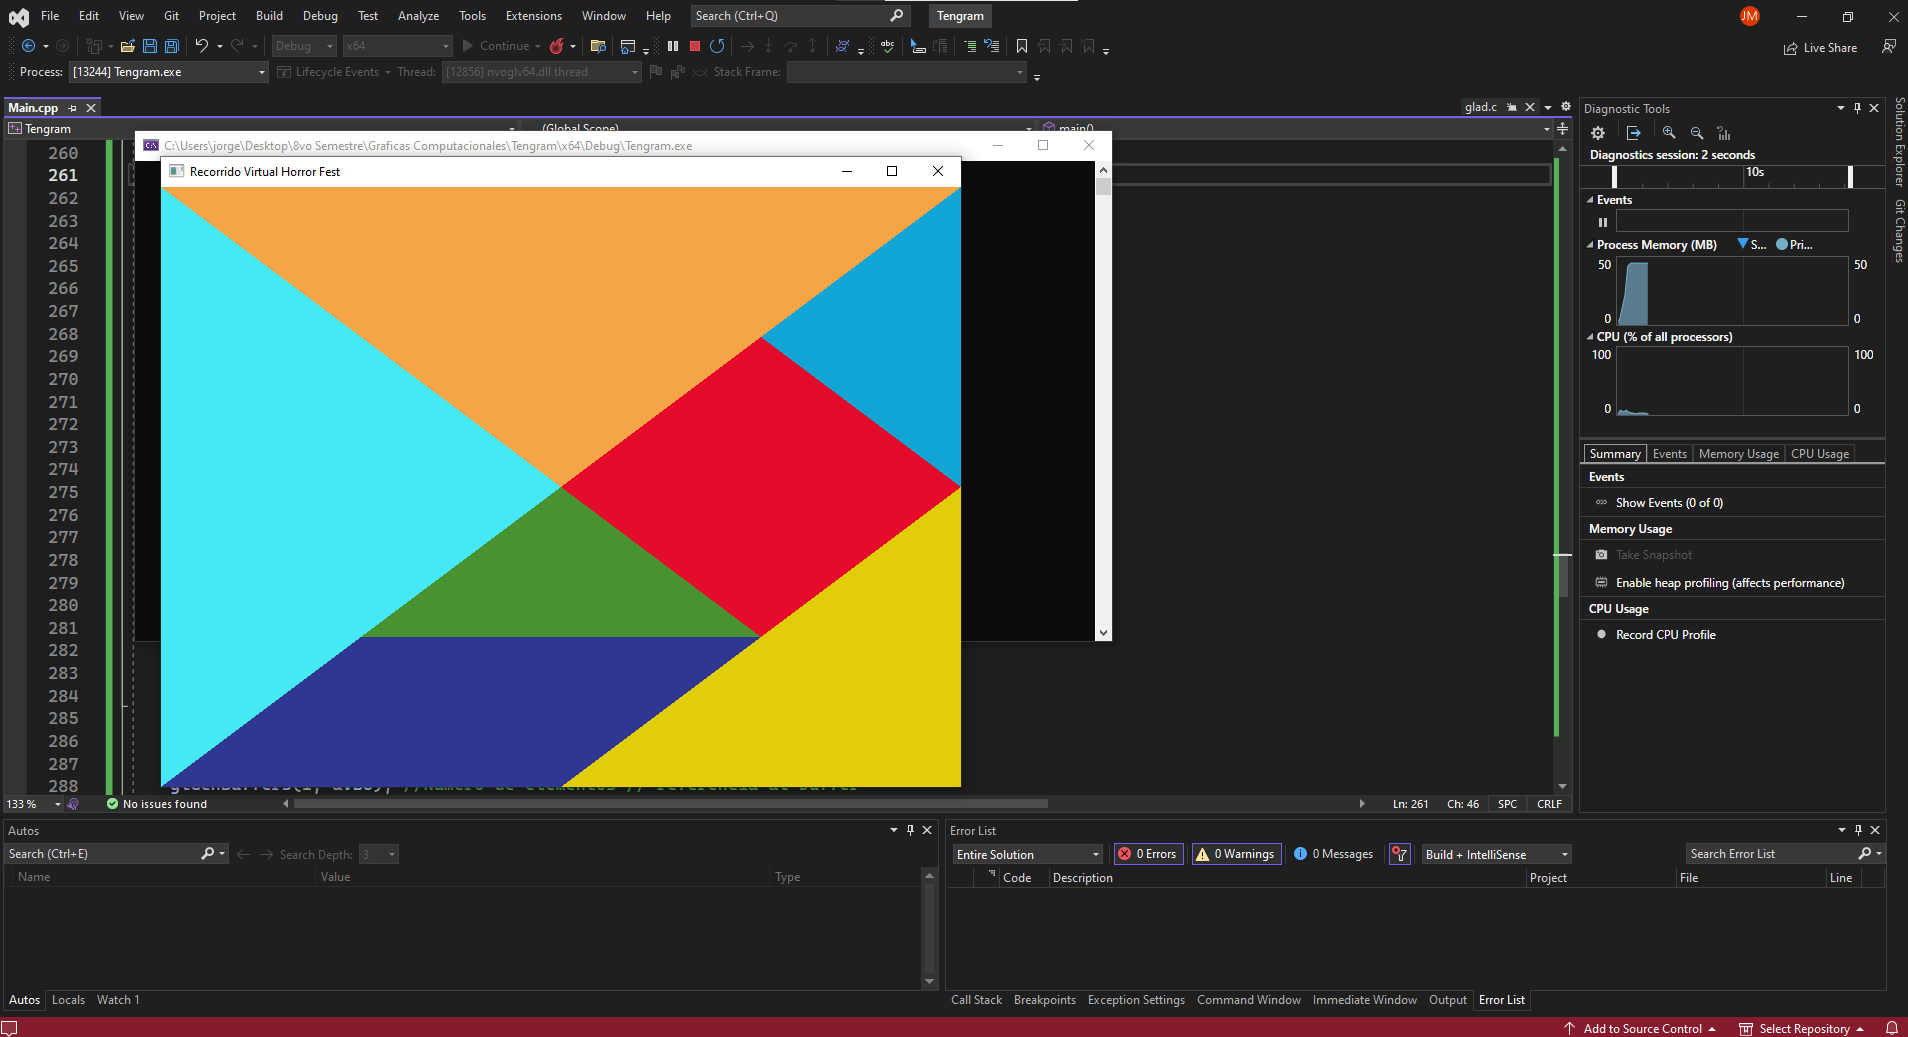 File Edit View Git Project Build Debug Test Analyze Tools Extensions Window Help Search (Ctrl+Q) Tengram JM
Debug x64 Continue Live Share
Process: [13244] Tengram.exe Lifecycle Events Thread: [12856] nvoglv64.dll thread Stack Frame:
Main.cpp glad.c
Tengram (Global Scope) main()
C:\Users\jorge\Desktop\8vo Semestre\Graficas Computacionales\Tengram\x64\Debug\Tengram.exe
Recorrido Virtual Horror Fest
260
261
262
263
264
265
266
267
268
269
270
271
272
273
274
275
276
277
278
279
280
281
282
283
284
285
286
287
288
133 % No issues found Ln: 261 Ch: 46 SPC CRLF
Diagnostic Tools
Diagnostics session: 2 seconds
10s
Events
Process Memory (MB) S... Pri...
50 50
0 0
CPU (% of all processors)
100 100
0 0
Summary Events Memory Usage CPU Usage
Events
Show Events (0 of 0)
Memory Usage
Take Snapshot
Enable heap profiling (affects performance)
CPU Usage
Record CPU Profile
Solution Explorer
Git Changes
Autos
Search (Ctrl+E) Search Depth: 3
Name Value Type
Autos Locals Watch 1
Error List
Entire Solution 0 Errors 0 Warnings 0 Messages Build + IntelliSense Search Error List
Code Description Project File Line
Call Stack Breakpoints Exception Settings Command Window Immediate Window Output Error List
Add to Source Control Select Repository